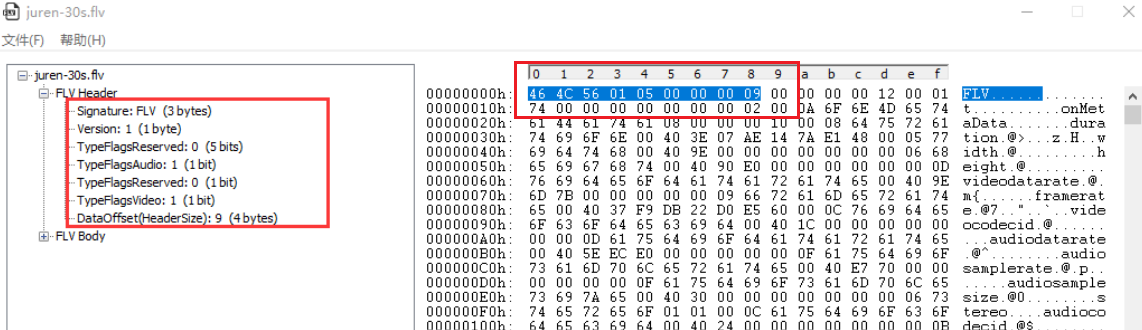 juren-30s.flv
文件(F) 帮助(H)
juren-30s.flv
FLV Header
Signature: FLV (3 bytes)
Version: 1 (1 byte)
TypeFlagsReserved: 0 (5 bits)
TypeFlagsAudio: 1 (1 bit)
TypeFlagsReserved: 0 (1 bit)
TypeFlagsVideo: 1 (1 bit)
DataOffset(HeaderSize): 9 (4 bytes)
FLV Body
0 1 2 3 4 5 6 7 8 9 a b c d e f
00000000h: 46 4C 56 01 05 00 00 00 09 00 00 00 00 12 00 01 FLV.............
00000010h: 74 00 00 00 00 00 00 00 02 00 0A 6F 6E 4D 65 74 t..........onMet
00000020h: 61 44 61 74 61 08 00 00 00 10 00 08 64 75 72 61 aData.......dura
00000030h: 74 69 6F 6E 00 40 3E 07 AE 14 7A E1 48 00 05 77 tion.@>...z.H..w
00000040h: 69 64 74 68 00 40 9E 00 00 00 00 00 00 00 06 68 idth.@.........h
00000050h: 65 69 67 68 74 00 40 90 E0 00 00 00 00 00 00 0D eight.@.........
00000060h: 76 69 64 65 6F 64 61 74 61 72 61 74 65 00 40 9E videodatarate.@.
00000070h: 6D 7B 00 00 00 00 00 09 66 72 61 6D 65 72 61 74 m{......framerat
00000080h: 65 00 40 37 F9 DB 22 D0 E5 60 00 0C 76 69 64 65 e.@7.."..`..vide
00000090h: 6F 63 6F 64 65 63 69 64 00 40 1C 00 00 00 00 00 ocodecid.@......
000000A0h: 00 00 0D 61 75 64 69 6F 64 61 74 61 72 61 74 65 ...audiodatarate
000000B0h: 00 40 5E EC E0 00 00 00 00 00 0F 61 75 64 69 6F .@^........audio
000000C0h: 73 61 6D 70 6C 65 72 61 74 65 00 40 E7 70 00 00 samplerate.@.p..
000000D0h: 00 00 00 00 0F 61 75 64 69 6F 73 61 6D 70 6C 65 .....audiosample
000000E0h: 73 69 7A 65 00 40 30 00 00 00 00 00 00 00 06 73 size.@0........s
000000F0h: 74 65 72 65 6F 01 01 00 0C 61 75 64 69 6F 63 6F tereo....audioco
00000100h: 64 65 63 69 64 00 40 24 00 00 00 00 00 00 00 0B decid.@$........